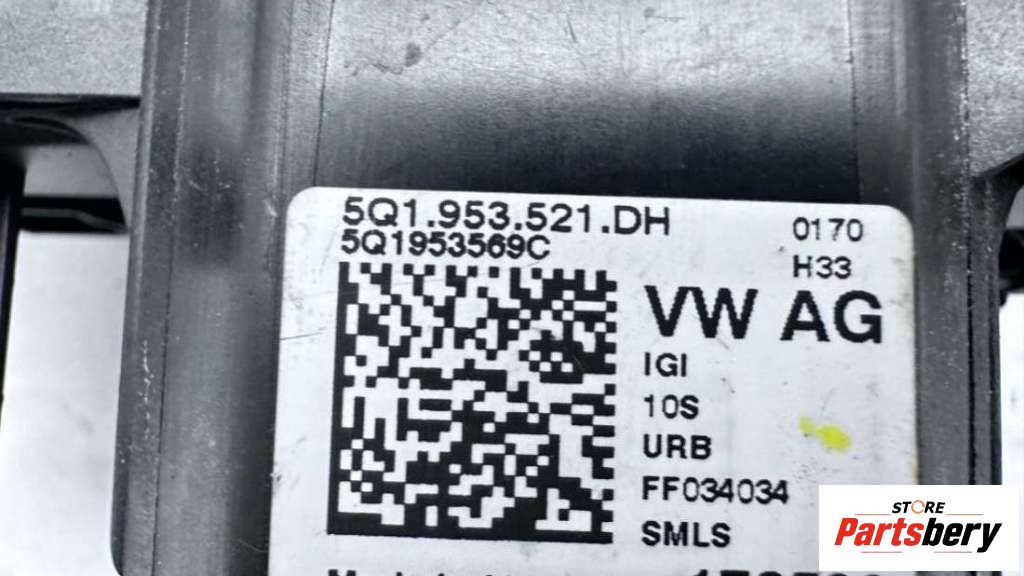 5Q1.953.521.DH
5Q1953569C
0170
H33
VW AG
IGI
10S
URB
FF034034
SMLS
STORE
Partsbery